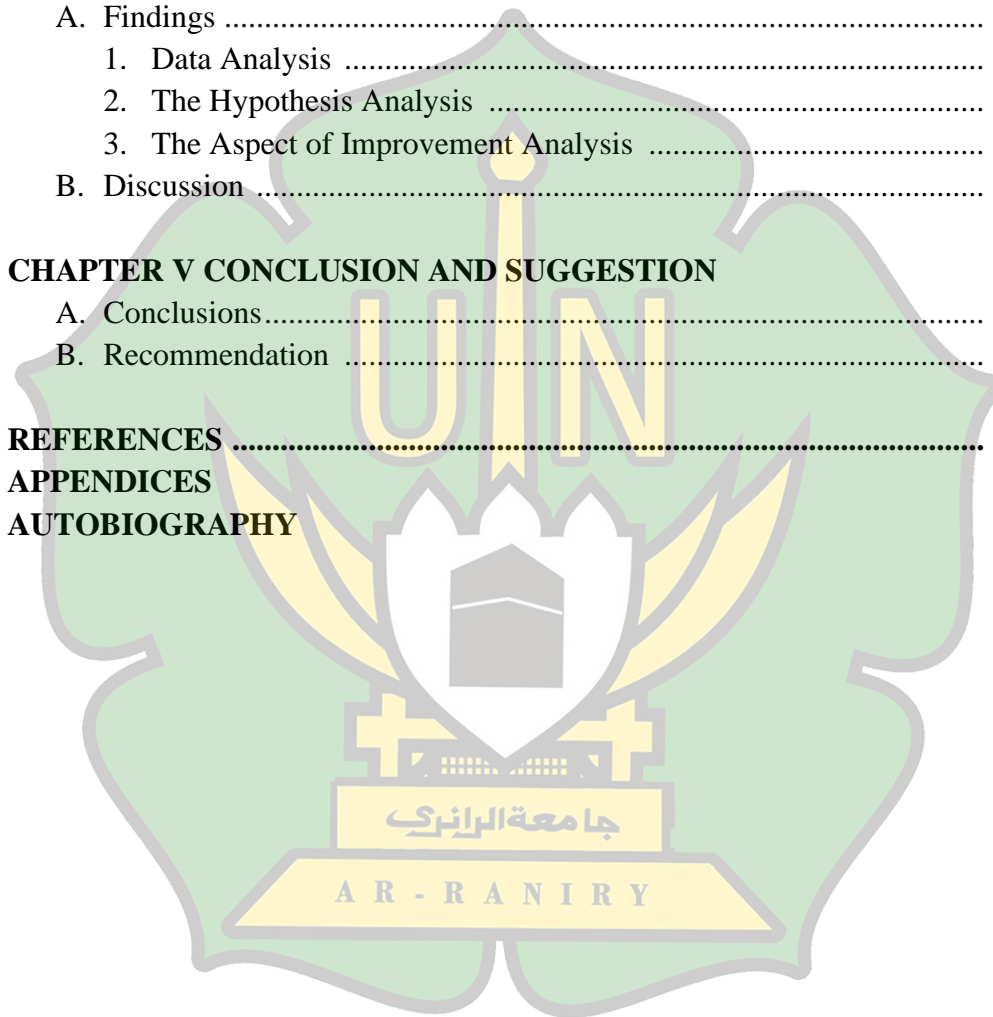 A. Findings ....................................................................................................
1. Data Analysis ....................................................................................
2. The Hypothesis Analysis .................................................................
3. The Aspect of Improvement Analysis ............................................
B. Discussion ................................................................................................
CHAPTER V CONCLUSION AND SUGGESTION
A. Conclusions...............................................................................................
B. Recommendation ....................................................................................
REFERENCES ...................................................................................................
APPENDICES
AUTOBIOGRAPHY
UIN
جامعة الرانري
AR-RANIRY